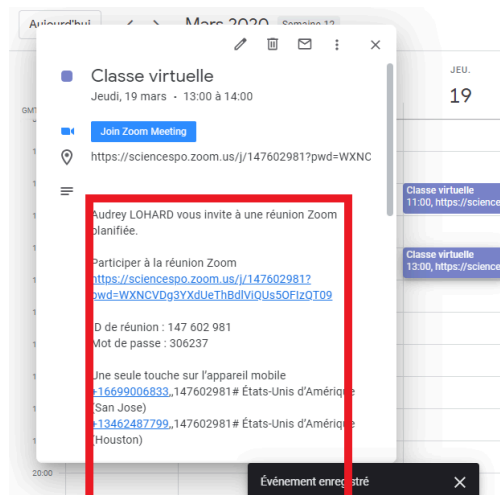 Mars 2020 Semaine 12
Classe virtuelle
Jeudi, 19 mars · 13:00 à 14:00
Join Zoom Meeting
https://sciencespo.zoom.us/j/147602981?pwd=WXNC
Audrey LOHARD vous invite à une réunion Zoom
planifiée.
Participer à la réunion Zoom
https://sciencespo.zoom.us/j/147602981?
pwd=WXNCVDg3YXdUeThBdlViQUs5OFIzQT09
ID de réunion : 147 602 981
Mot de passe : 306237
Une seule touche sur l'appareil mobile
+16699006833,,147602981# États-Unis d'Amérique
(San Jose)
+13462487799,,147602981# États-Unis d'Amérique
(Houston)
JEU.
19
Classe virtuelle
11:00, https://science
Classe virtuelle
13:00, https://science
20:00
Événement enregistré